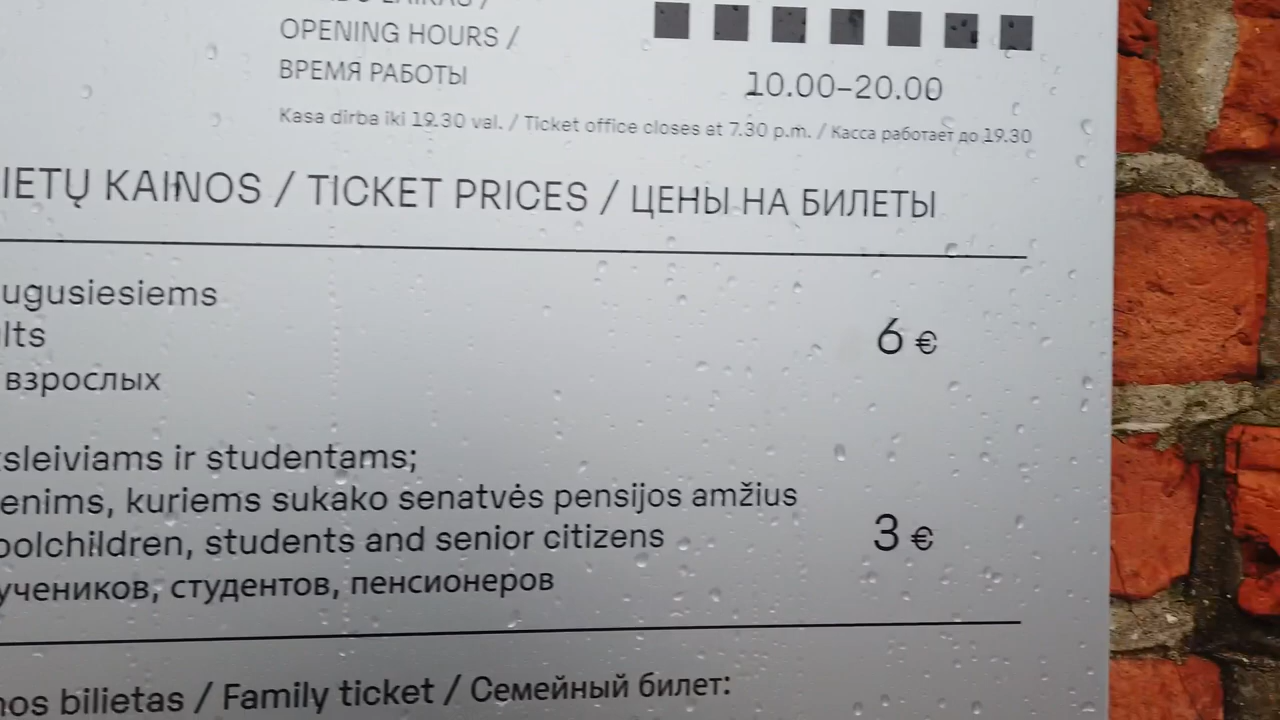 OPENING HOURS /
ВРЕМЯ РАБОТЫ
10.00–20.00
Kasa dirba iki 19.30 val. / Ticket office closes at 7.30 p.m. / Касса работает до 19.30
IETŲ KAINOS / TICKET PRICES / ЦЕНЫ НА БИЛЕТЫ
ugusiesiems
lts
взрослых
6 €
sleiviams ir studentams;
enims, kuriems sukako senatvės pensijos amžius
oolchildren, students and senior citizens
учеников, студентов, пенсионеров
3 €
nos bilietas / Family ticket / Семейный билет: